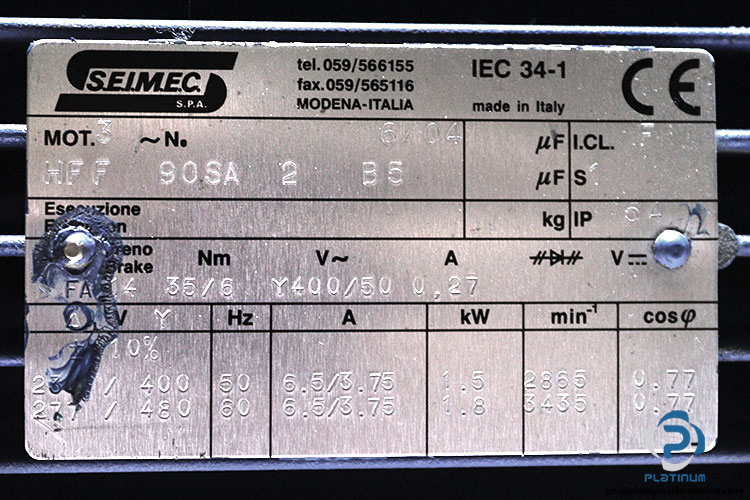 S.E.I.M.E.C.
S.P.A.
tel. 059/566155
fax. 059/565116
MODENA-ITALIA
IEC 34-1
made in Italy
CE
MOT. 3 ~ N. 6/04 µF I.CL. F
HFF 90SA 2 B5 µF S 1
Esecuzione
kg IP
Nm V~ A V
FA 35/6 Y400/50 0,27
V Y Hz A kW min-1 cosφ
10%
/ 400 50 6.5/3.75 1.5 2865 0.77
/ 480 60 6.5/3.75 1.8 3435 0.77
PLATINUM